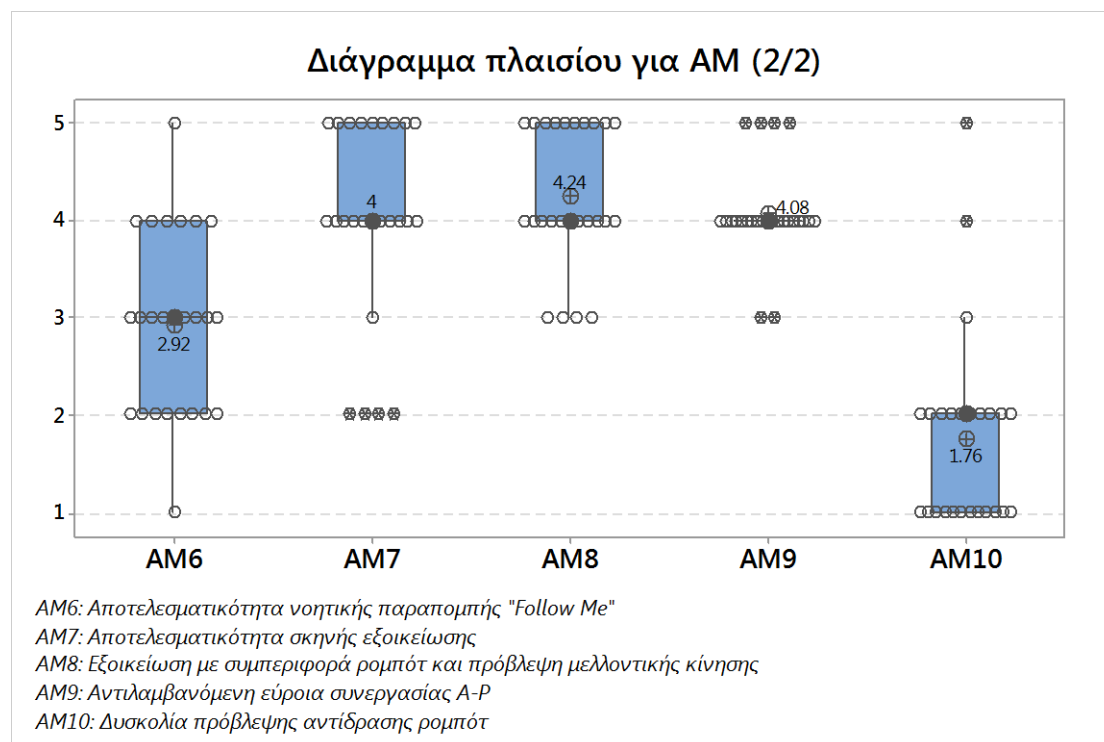 Διάγραμμα πλαισίου για AM (2/2)
5
4
3
2
1
2.92
4
4.24
4.08
1.76
AM6 AM7 AM8 AM9 AM10
AM6: Αποτελεσματικότητα νοητικής παραπομπής "Follow Me"
AM7: Αποτελεσματικότητα σκηνής εξοικείωσης
AM8: Εξοικείωση με συμπεριφορά ρομπότ και πρόβλεψη μελλοντικής κίνησης
AM9: Αντιλαμβανόμενη εύροια συνεργασίας Α-Ρ
AM10: Δυσκολία πρόβλεψης αντίδρασης ρομπότ